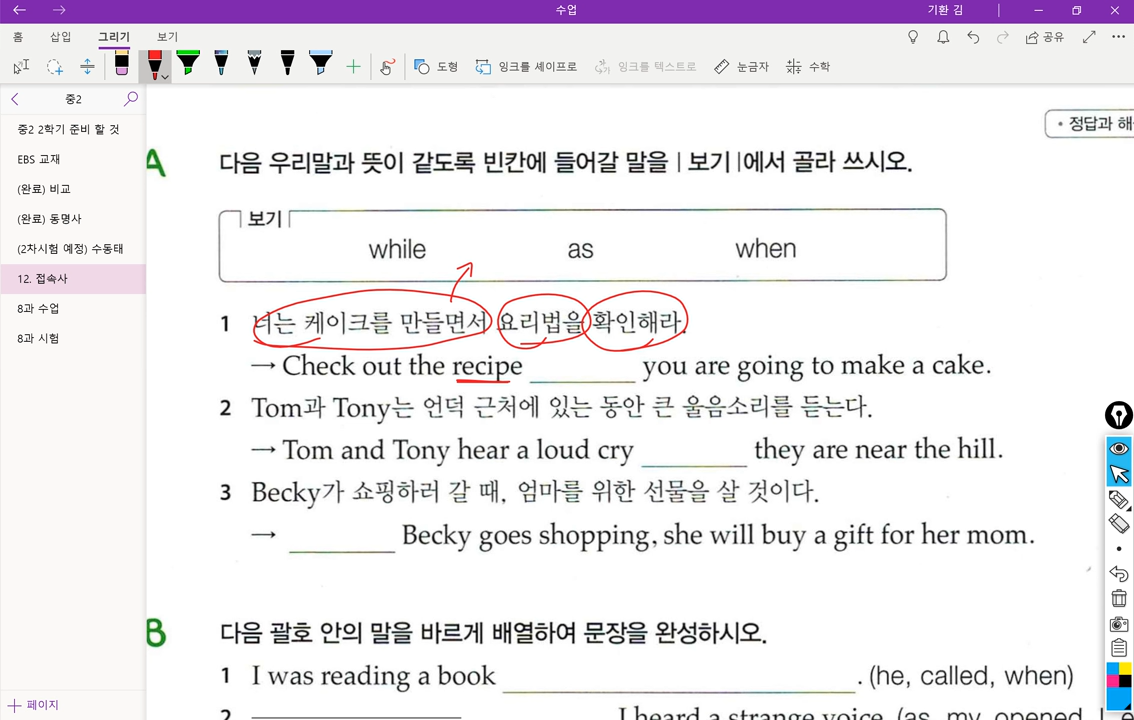 수업
기환 김
홈 삽입 그리기 보기
공유
도형 잉크를 셰이프로 잉크를 텍스트로 눈금자 수학
중2
중2 2학기 준비 할 것
EBS 교재
(완료) 비교
(완료) 동명사
(2차시험 예정) 수동태
12. 접속사
8과 수업
8과 시험
페이지
• 정답과 해
A 다음 우리말과 뜻이 같도록 빈칸에 들어갈 말을 | 보기 |에서 골라 쓰시오.
보기
while as when
1 너는 케이크를 만들면서 요리법을 확인해라.
→ Check out the recipe ________ you are going to make a cake.
2 Tom과 Tony는 언덕 근처에 있는 동안 큰 울음소리를 듣는다.
→ Tom and Tony hear a loud cry ________ they are near the hill.
3 Becky가 쇼핑하러 갈 때, 엄마를 위한 선물을 살 것이다.
→ ________ Becky goes shopping, she will buy a gift for her mom.
B 다음 괄호 안의 말을 바르게 배열하여 문장을 완성하시오.
1 I was reading a book ________. (he, called, when)
2 ________ I heard a strange voice. (as, my, opened, I,